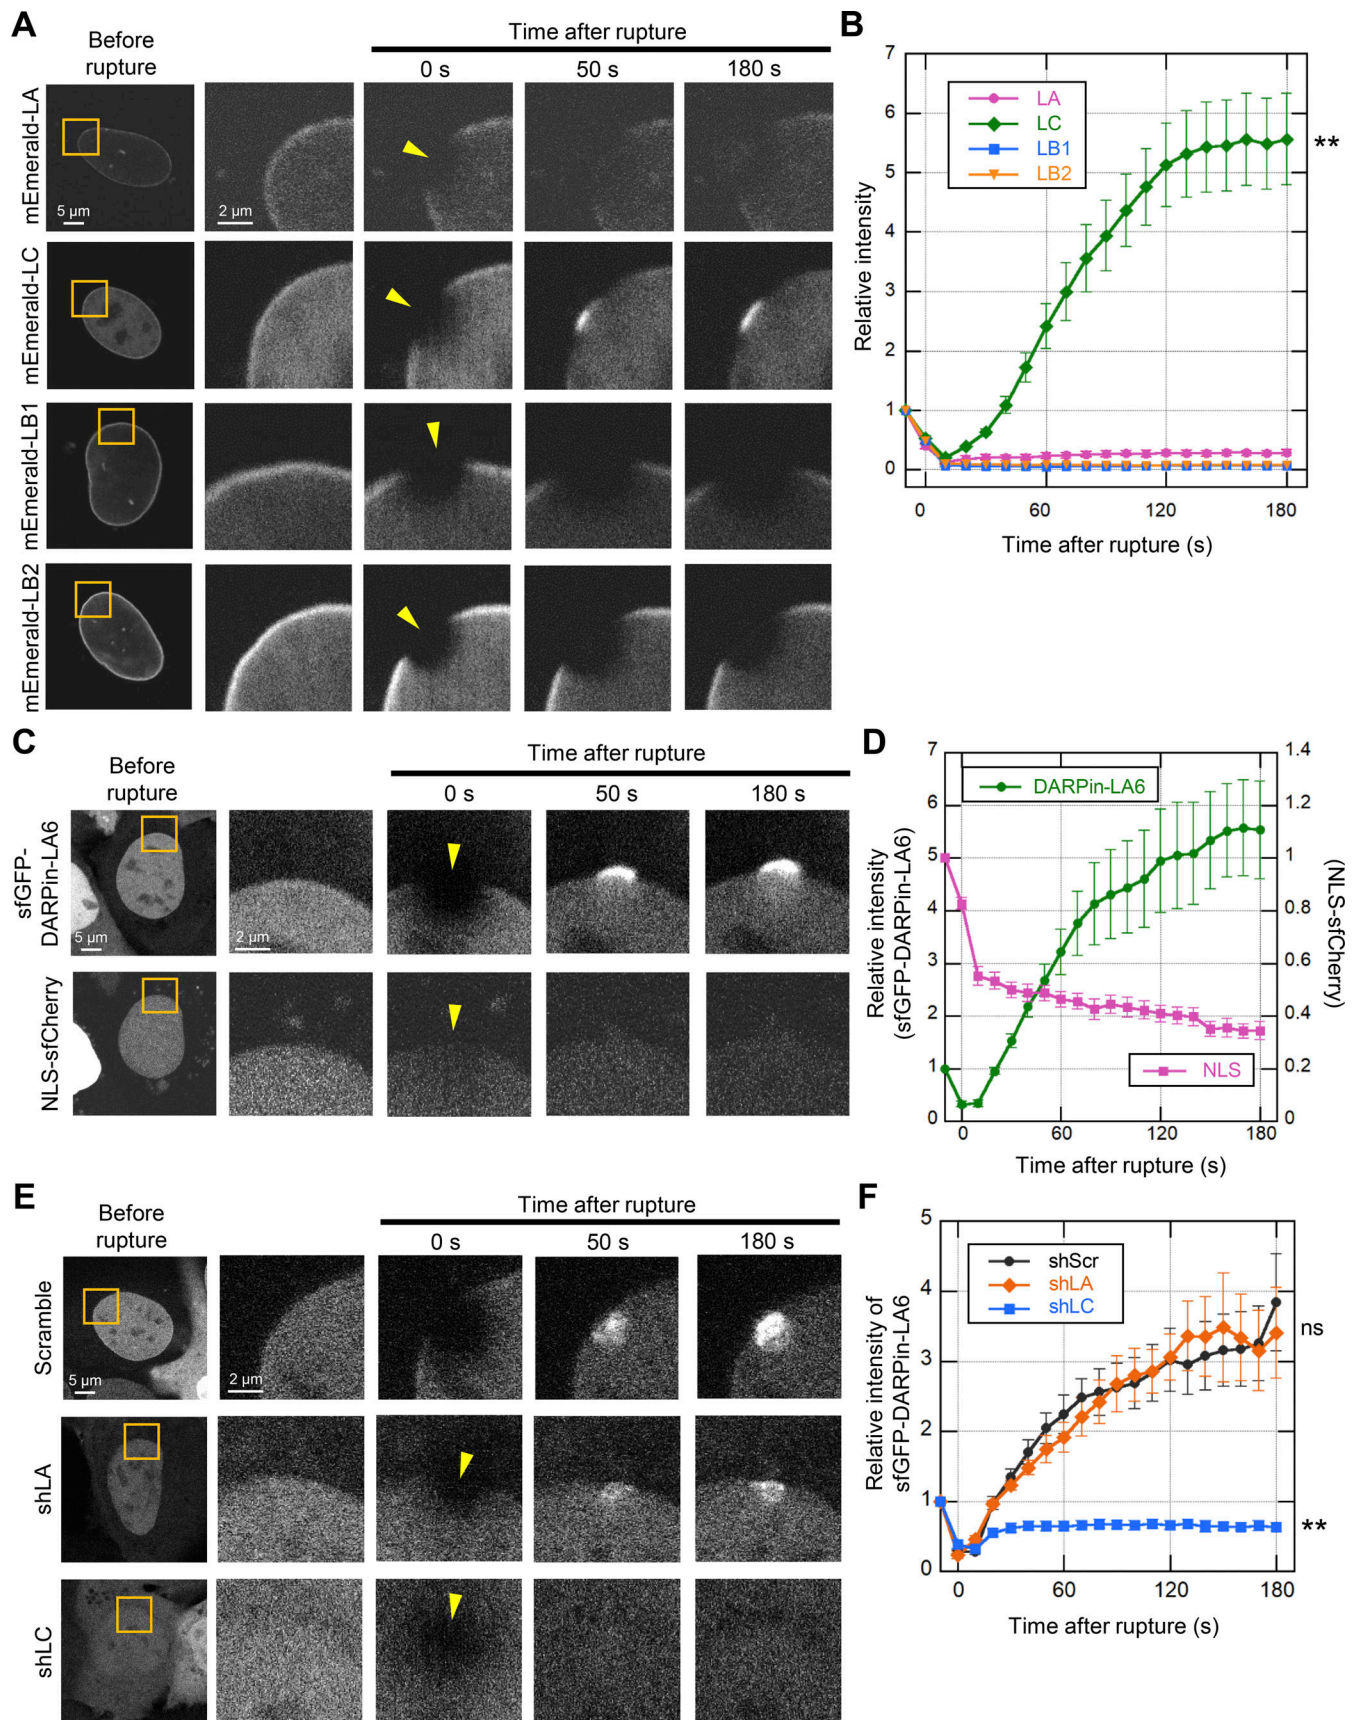 A
Before
rupture
Time after rupture
0 s
50 s
180 s
mEmerald-LA
5 µm
2 µm
mEmerald-LC
mEmerald-LB1
mEmerald-LB2
B
7
6
5
4
3
2
1
0
Relative intensity
LA
LC
LB1
LB2
**
0
60
120
180
Time after rupture (s)
C
Before
rupture
Time after rupture
0 s
50 s
180 s
sfGFP-
DARPin-LA6
5 µm
2 µm
NLS-sfCherry
D
7
6
5
4
3
2
1
0
Relative intensity
(sfGFP-DARPin-LA6)
DARPin-LA6
NLS
1.4
1.2
1
0.8
0.6
0.4
0.2
0
(NLS-sfCherry)
0
60
120
180
Time after rupture (s)
E
Before
rupture
Time after rupture
0 s
50 s
180 s
Scramble
5 µm
2 µm
shLA
shLC
F
5
4
3
2
1
0
Relative intensity of
sfGFP-DARPin-LA6
shScr
shLA
shLC
ns
**
0
60
120
180
Time after rupture (s)